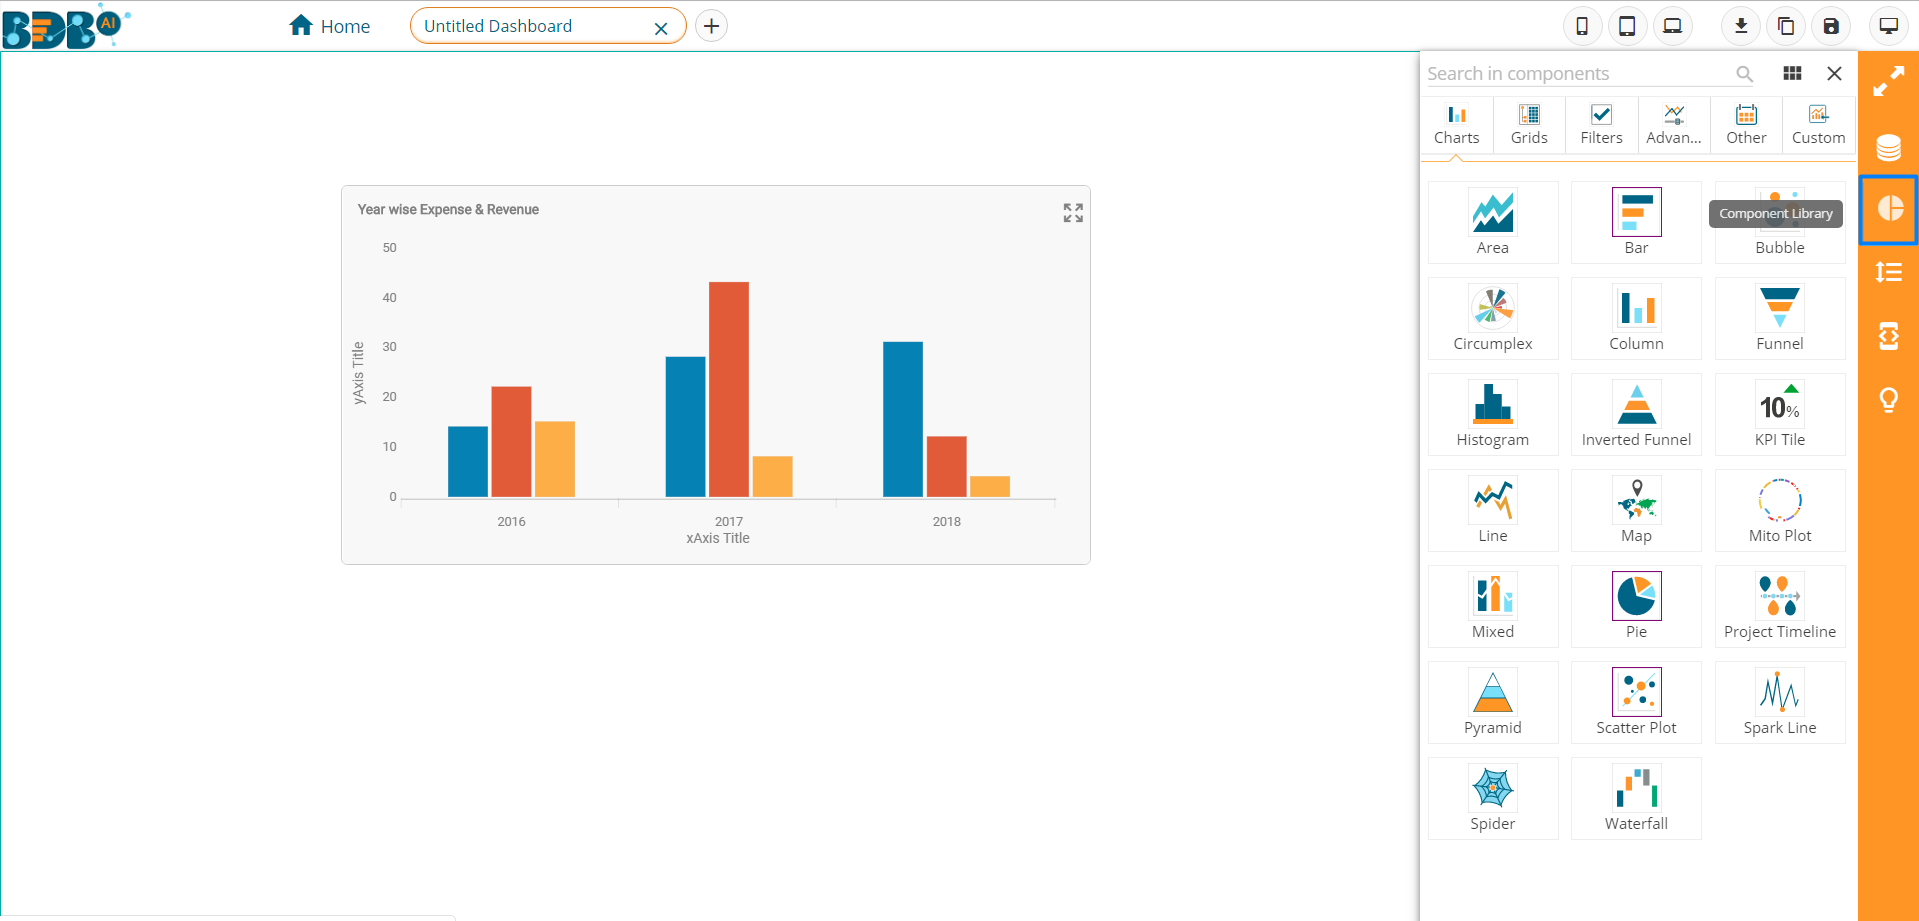 BDB AI
Home
Untitled Dashboard
Search in components
Charts
Grids
Filters
Advan...
Other
Custom
Area
Bar
Component Library
Bubble
Circumplex
Column
Funnel
Histogram
Inverted Funnel
10%
KPI Tile
Line
Map
Mito Plot
Mixed
Pie
Project Timeline
Pyramid
Scatter Plot
Spark Line
Spider
Waterfall
Year wise Expense & Revenue
50
40
30
20
10
0
yAxis Title
2016
2017
2018
xAxis Title